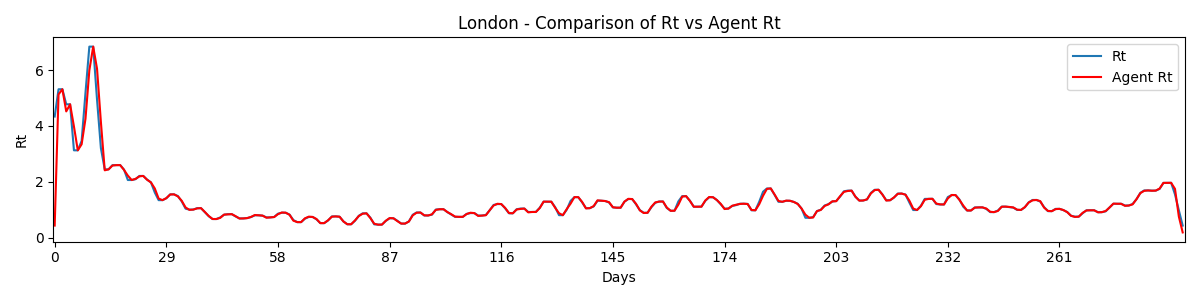 London - Comparison of Rt vs Agent Rt
Rt
Agent Rt
Rt
6
4
2
0
0 29 58 87 116 145 174 203 232 261
Days